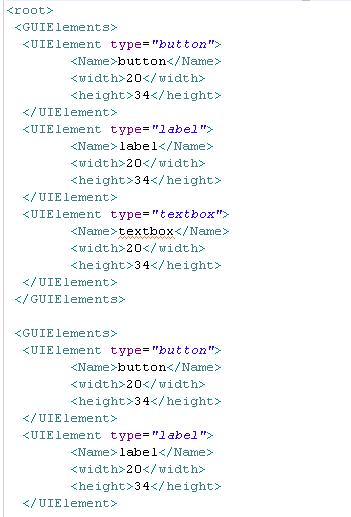 <root>
<GUIElements>
<UIElement type="button">
<Name>button</Name>
<width>20</width>
<height>34</height>
</UIElement>
<UIElement type="label">
<Name>label</Name>
<width>20</width>
<height>34</height>
</UIElement>
<UIElement type="textbox">
<Name>textbox</Name>
<width>20</width>
<height>34</height>
</UIElement>
</GUIElements>
<GUIElements>
<UIElement type="button">
<Name>button</Name>
<width>20</width>
<height>34</height>
</UIElement>
<UIElement type="label">
<Name>label</Name>
<width>20</width>
<height>34</height>
</UIElement>